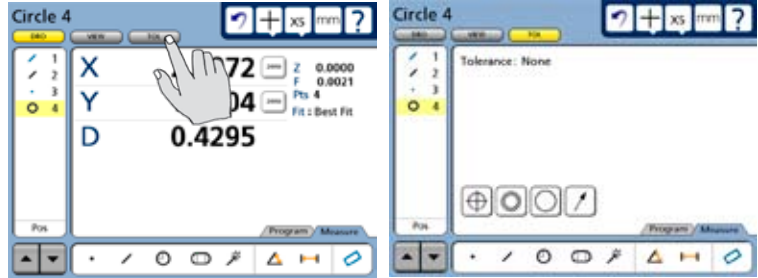 Circle 4
xs mm ?
DRO VIEW TOL
1
2
3
4
X 72
Y 04
D 0.4295
Z 0.0000
F 0.0021
Pts 4
Fit : Best Fit
Pos
Program Measure
Circle 4
xs mm ?
DRO VIEW TOL
1
2
3
4
Tolerance: None
Pos
Program Measure